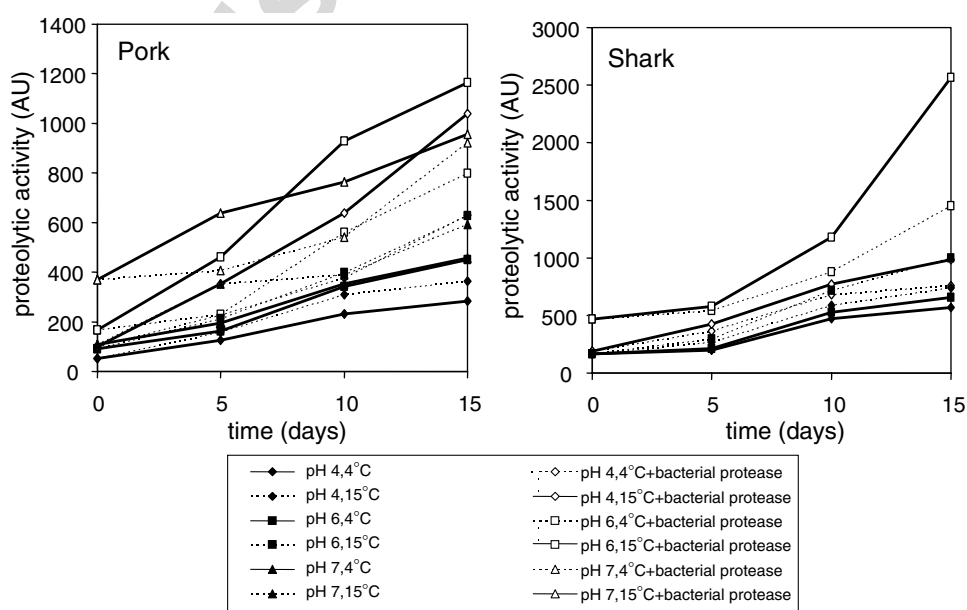 1400
1200
1000
800
600
400
200
0
proteolytic activity (AU)
Pork
0 5 10 15
time (days)
3000
2500
2000
1500
1000
500
0
proteolytic activity (AU)
Shark
0 5 10 15
time (days)
pH 4,4°C
pH 4,15°C
pH 6,4°C
pH 6,15°C
pH 7,4°C
pH 7,15°C
pH 4,4°C+bacterial protease
pH 4,15°C+bacterial protease
pH 6,4°C+bacterial protease
pH 6,15°C+bacterial protease
pH 7,4°C+bacterial protease
pH 7,15°C+bacterial protease